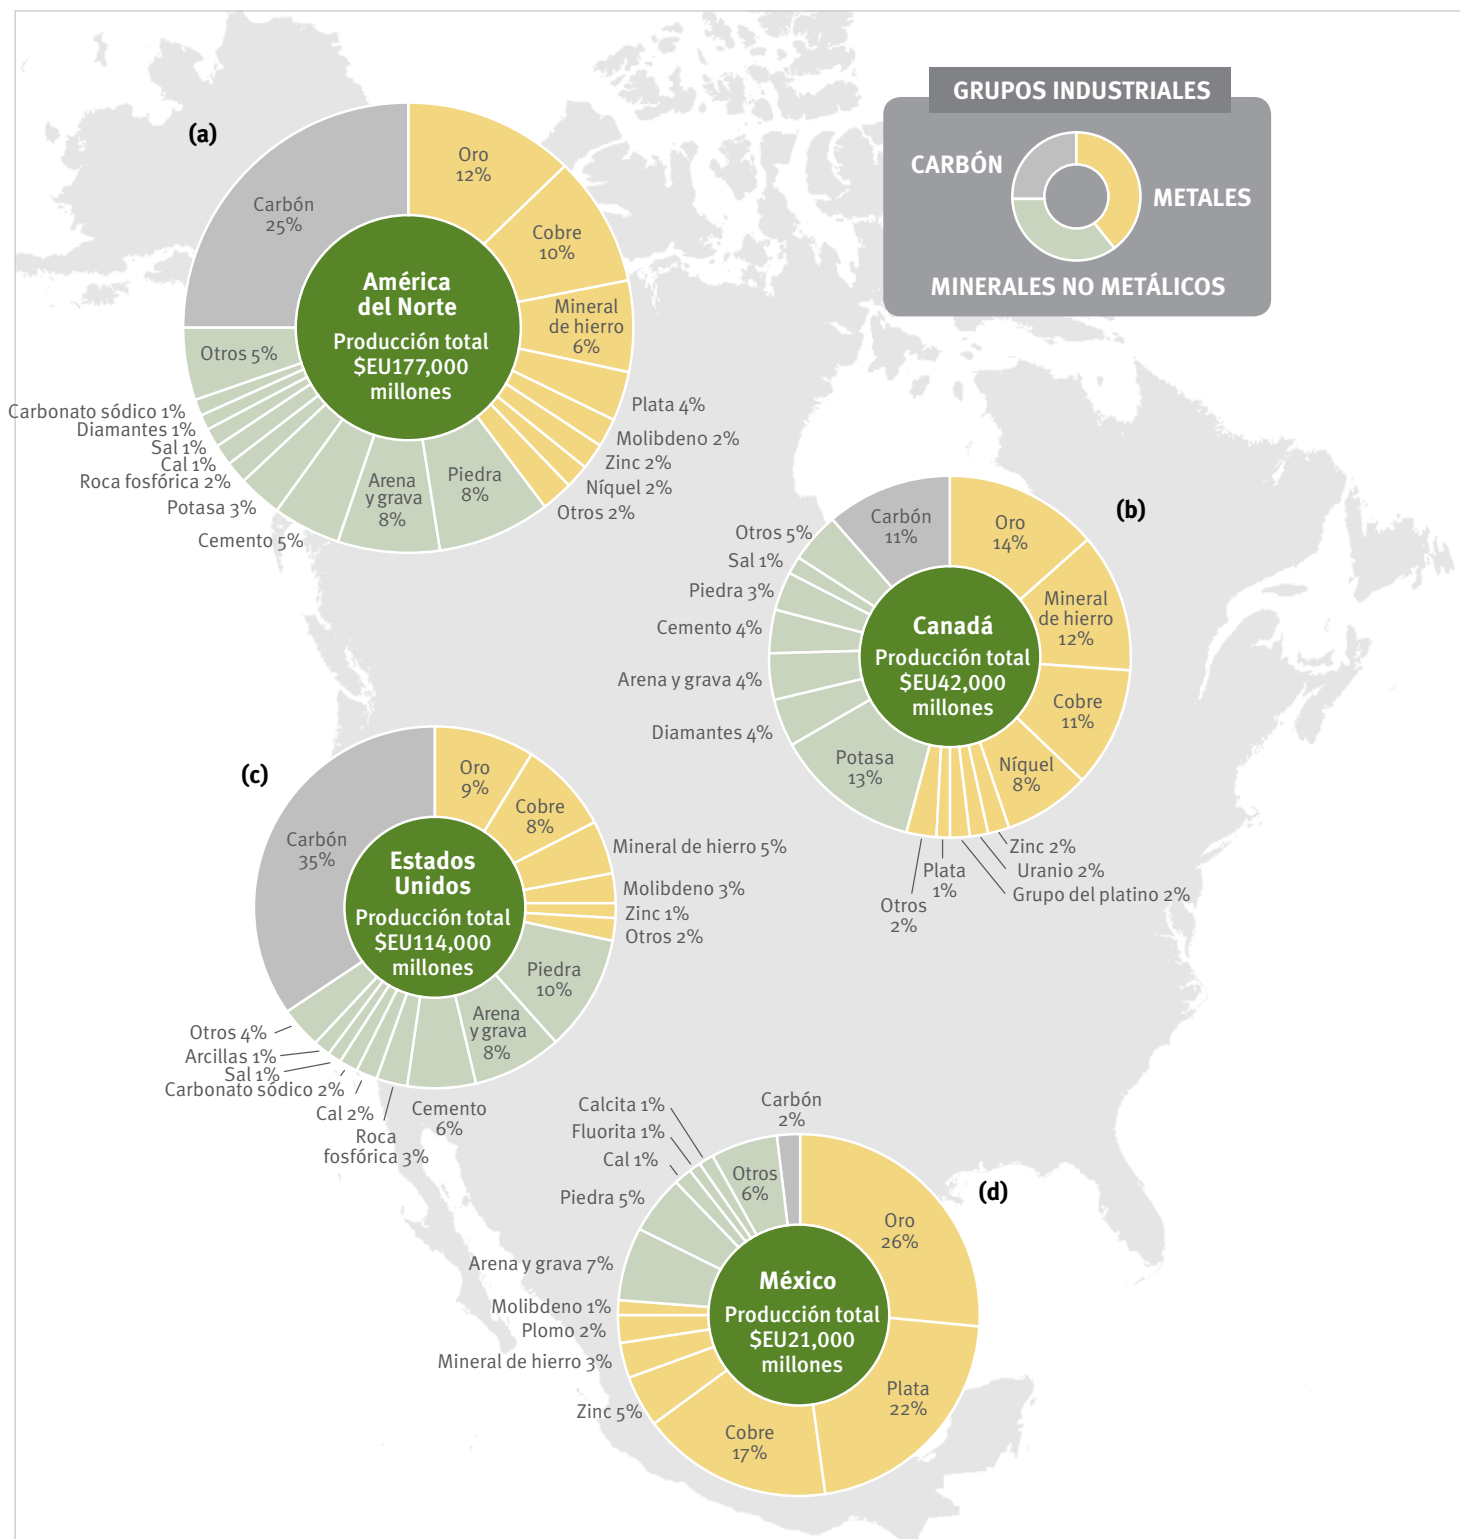 GRUPOS INDUSTRIALES
CARBÓN
METALES
MINERALES NO METÁLICOS
(a)
Oro
12%
Cobre
10%
Mineral
de hierro
6%
Plata 4%
Molibdeno 2%
Zinc 2%
Níquel 2%
Otros 2%
Piedra
8%
Arena
y grava
8%
Cemento 5%
Potasa 3%
Roca fosfórica 2%
Cal 1%
Sal 1%
Diamantes 1%
Carbonato sódico 1%
Otros 5%
Carbón
25%
América
del Norte
Producción total
$EU177,000
millones
(b)
Oro
14%
Mineral
de hierro
12%
Cobre
11%
Níquel
8%
Zinc 2%
Uranio 2%
Grupo del platino 2%
Plata
1%
Otros
2%
Potasa
13%
Diamantes 4%
Arena y grava 4%
Cemento 4%
Piedra 3%
Sal 1%
Otros 5%
Carbón
11%
Canadá
Producción total
$EU42,000
millones
(c)
Oro
9%
Cobre
8%
Mineral de hierro 5%
Molibdeno 3%
Zinc 1%
Otros 2%
Piedra
10%
Arena
y grava
8%
Cemento
6%
Roca
fosfórica 3%
Cal 2%
Carbonato sódico 2%
Sal 1%
Arcillas 1%
Otros 4%
Carbón
35%
Estados
Unidos
Producción total
$EU114,000
millones
(d)
Oro
26%
Plata
22%
Cobre
17%
Zinc 5%
Mineral de hierro 3%
Plomo 2%
Molibdeno 1%
Arena y grava 7%
Piedra 5%
Cal 1%
Fluorita 1%
Calcita 1%
Otros
6%
Carbón
2%
México
Producción total
$EU21,000
millones